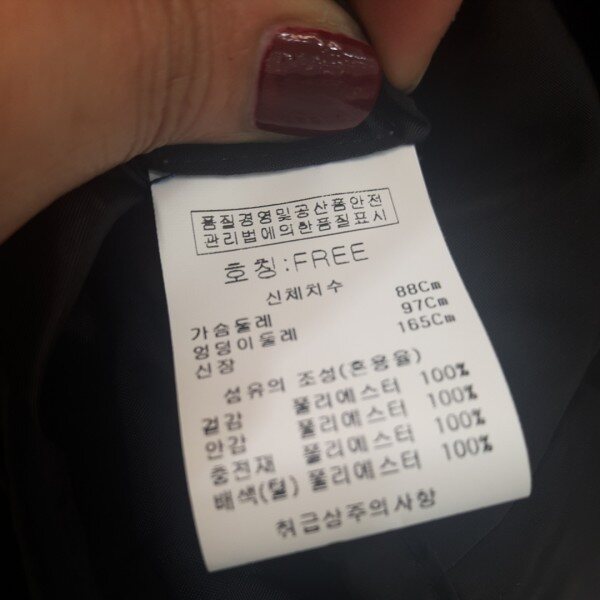 품질경영및공산품안전
관리법에의한품질표시
호칭:FREE
신체치수
가슴둘레 88Cm
엉덩이둘레 97Cm
신장 165Cm
섬유의 조성(혼용율)
겉감 폴리에스터 100%
안감 폴리에스터 100%
충전재 폴리에스터 100%
배색(털) 폴리에스터 100%
취급상주의사항